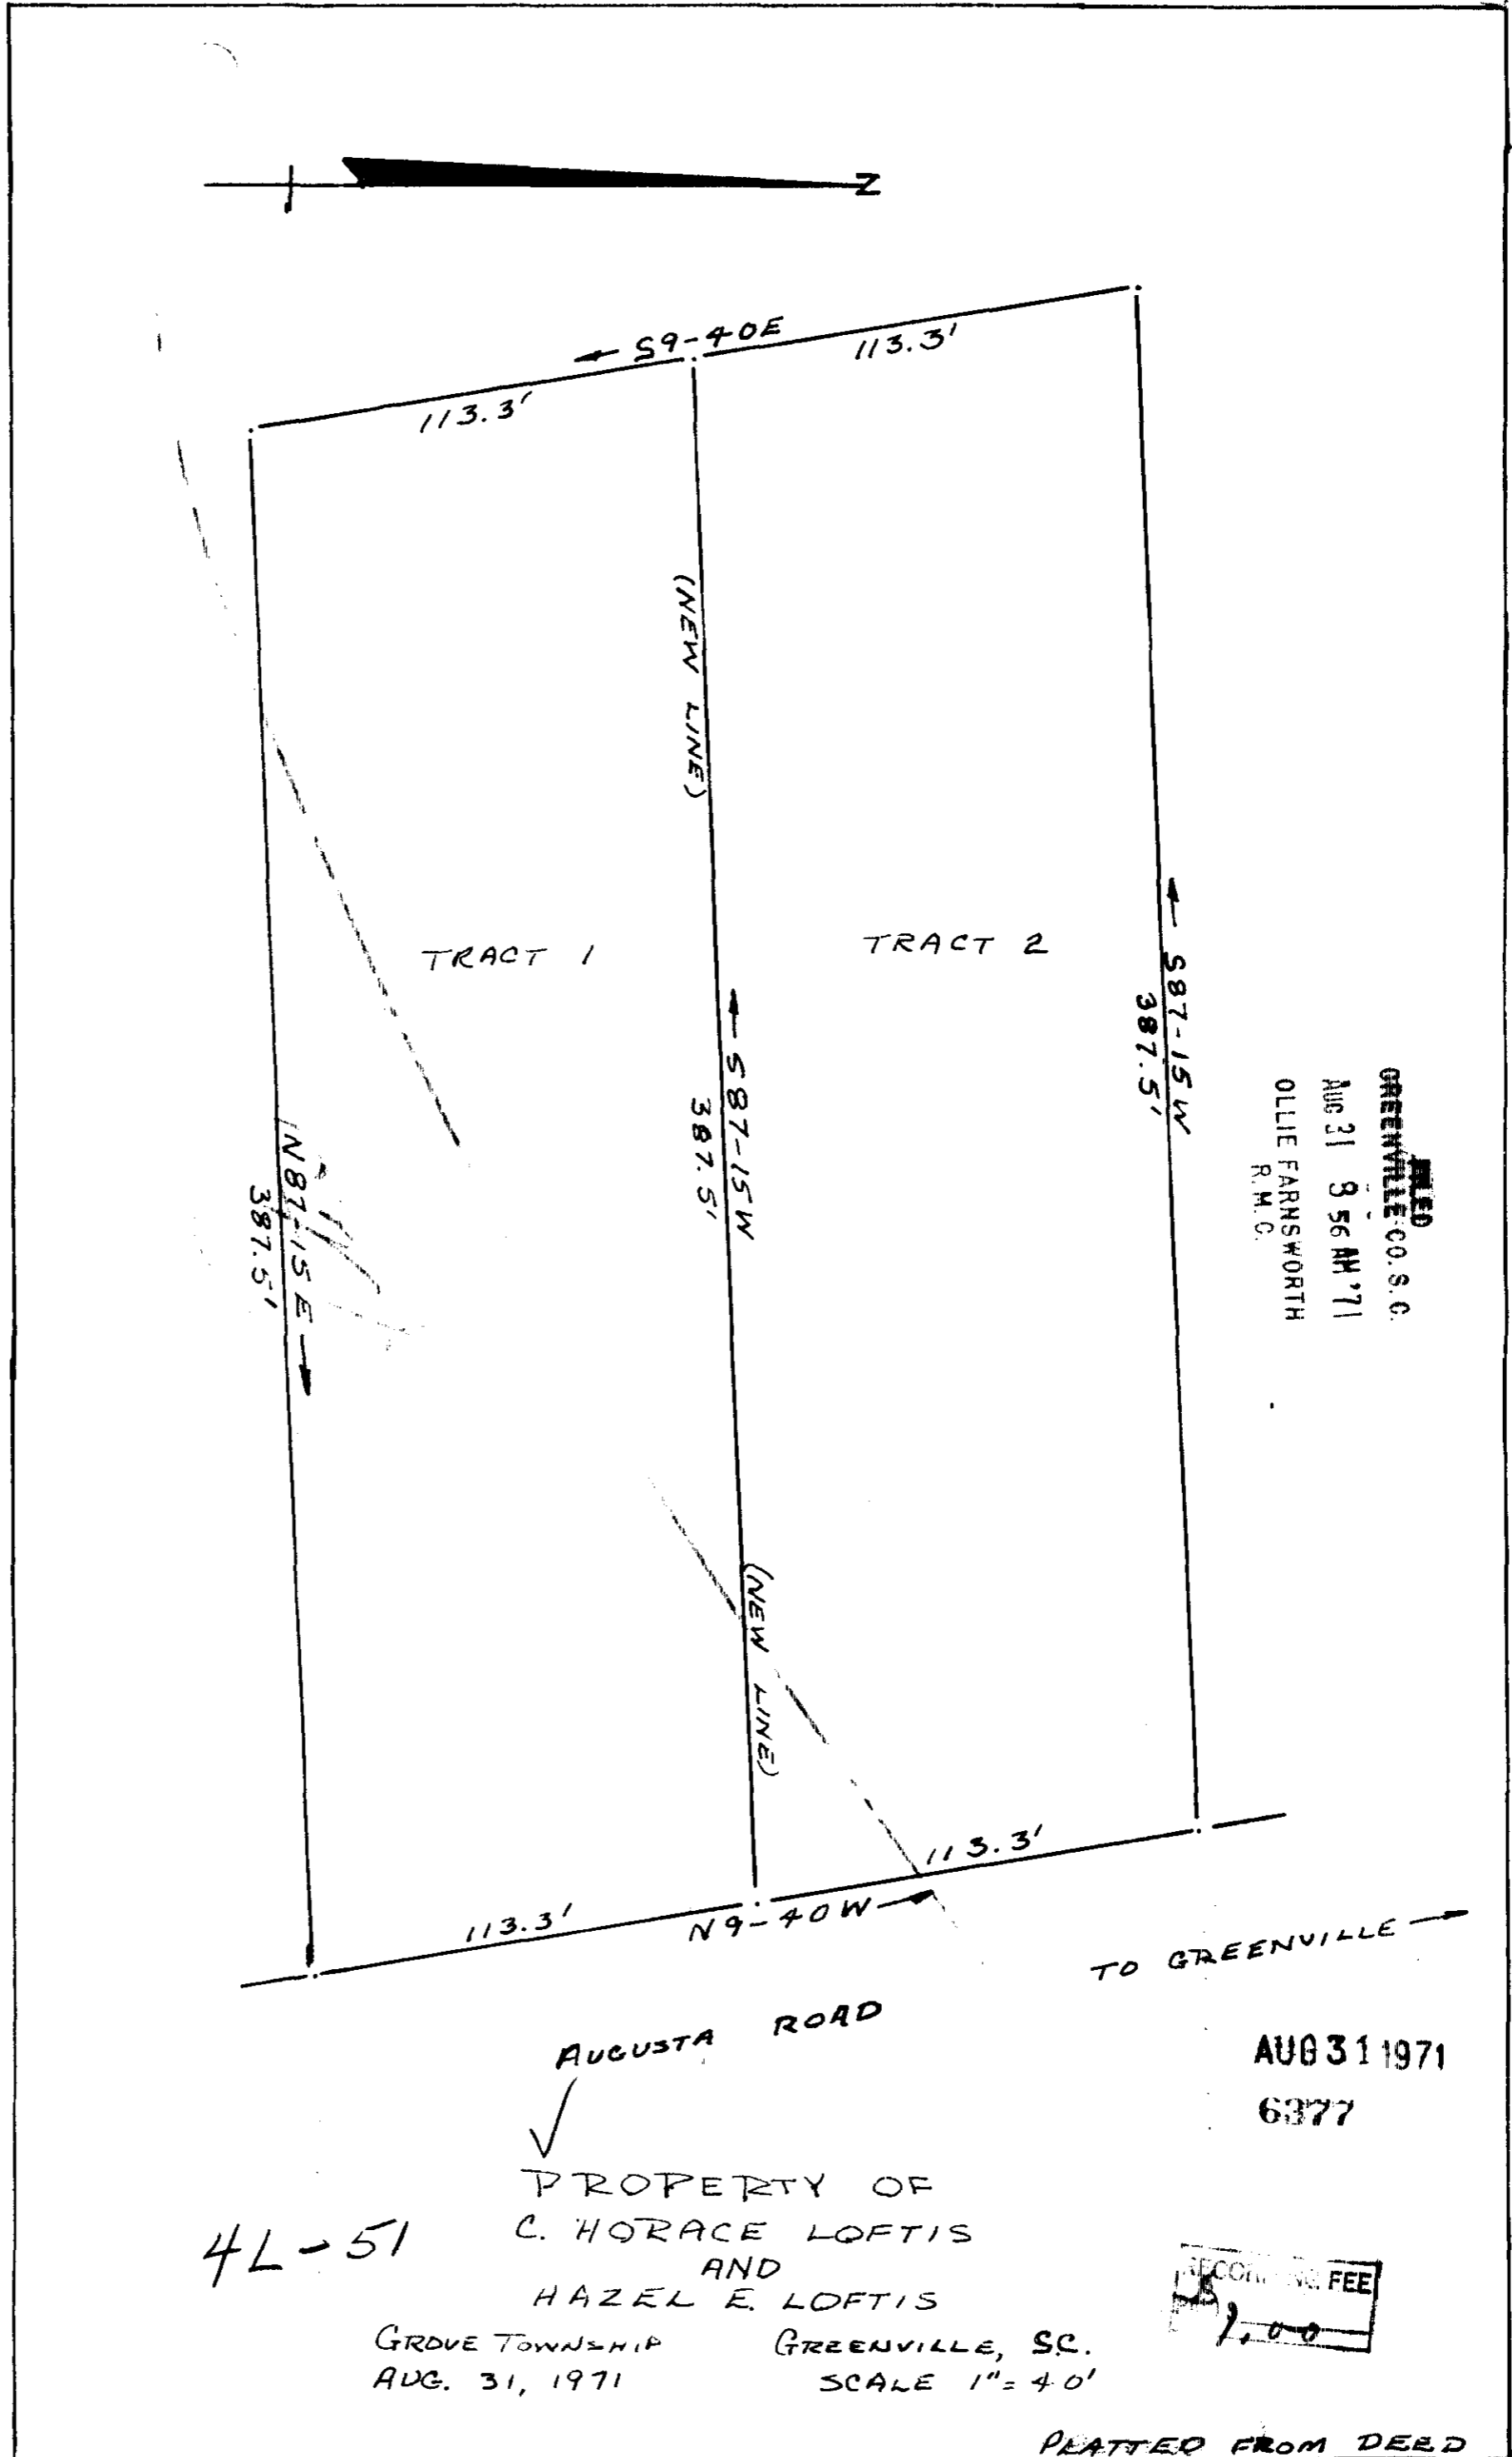 N
S9-40E
113.3'
113.3'
(NEW LINE)
TRACT 1
TRACT 2
S87-15W
387.5'
S87-15W
387.5'
N87-15E
387.5'
FILED
GREENVILLE CO. S. C.
AUG 31 9 56 AM '71
OLLIE FARNSWORTH
R. M. C.
(NEW LINE)
113.3'
113.3'
N9-40W
TO GREENVILLE
AUGUSTA ROAD
AUG 31 1971
6377
PROPERTY OF
C. HORACE LOFTIS
AND
HAZEL E. LOFTIS
4L-51
RECORDING FEE
1.00
GROVE TOWNSHIP GREENVILLE, S.C.
AUG. 31, 1971 SCALE 1"=40'
PLATTED FROM DEED